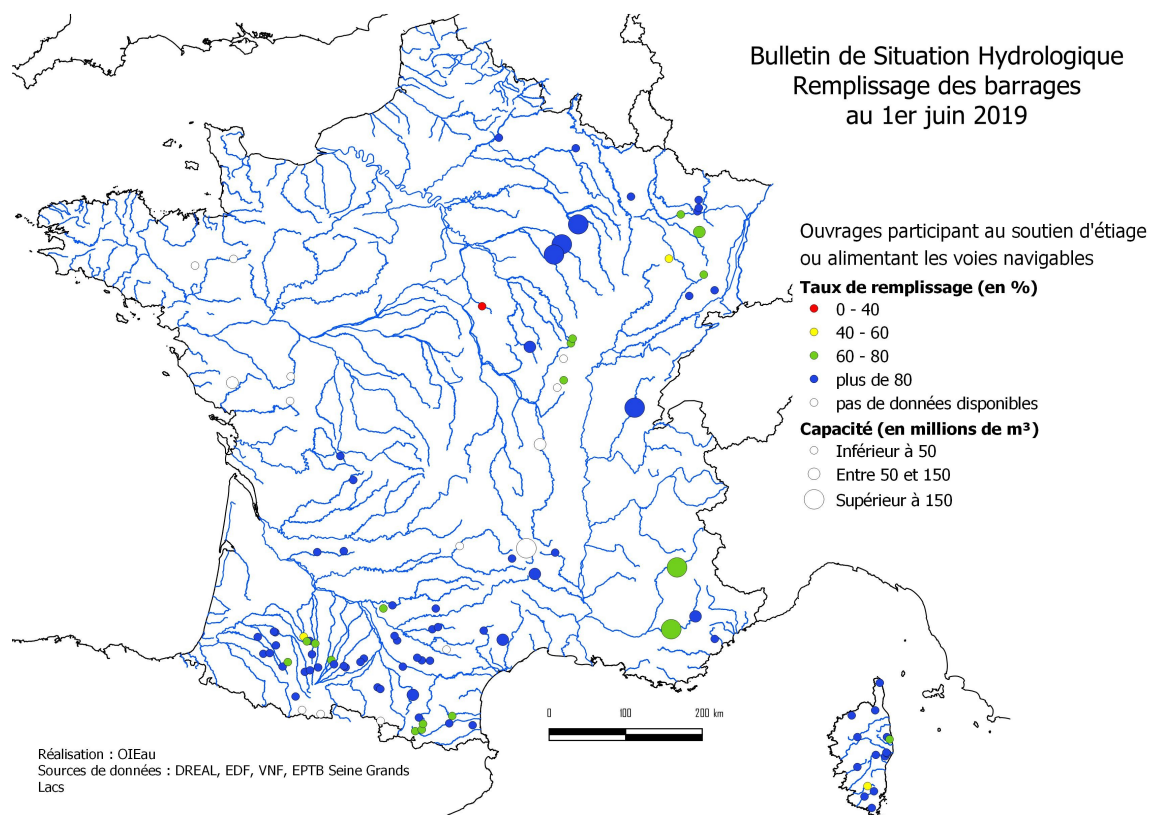 Bulletin de Situation Hydrologique
Remplissage des barrages
au 1er juin 2019
Ouvrages participant au soutien d'étiage
ou alimentant les voies navigables
Taux de remplissage (en %)
0 - 40
40 - 60
60 - 80
plus de 80
pas de données disponibles
Capacité (en millions de m³)
Inférieur à 50
Entre 50 et 150
Supérieur à 150
0 100 200 km
Réalisation : OIEau
Sources de données : DREAL, EDF, VNF, EPTB Seine Grands
Lacs